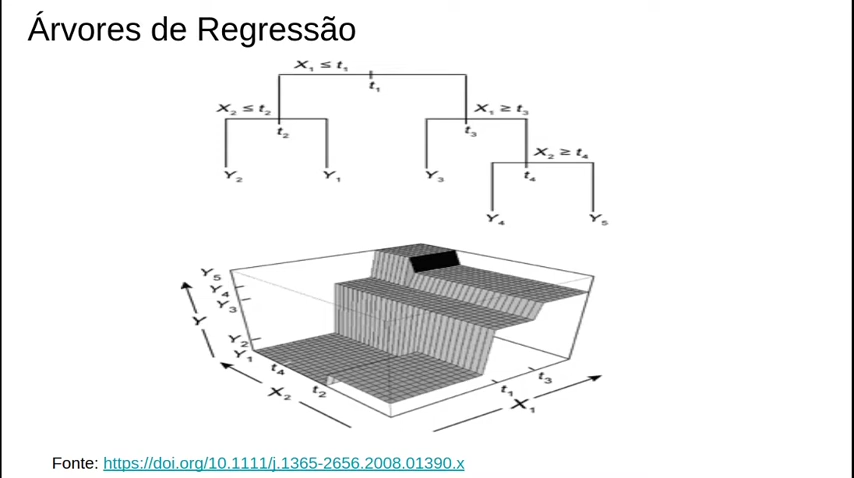 Árvores de Regressão
X₁ ≤ t₁
t₁
X₂ ≤ t₂
X₁ ≥ t₃
t₂
t₃
X₂ ≥ t₄
Y₂
Y₁
Y₃
t₄
Y₄
Y₅
Y₅
Y₄
Y₃
Y
Y₂
Y₁
t₄
t₃
X₂
t₂
t₁
X₁
Fonte: https://doi.org/10.1111/j.1365-2656.2008.01390.x